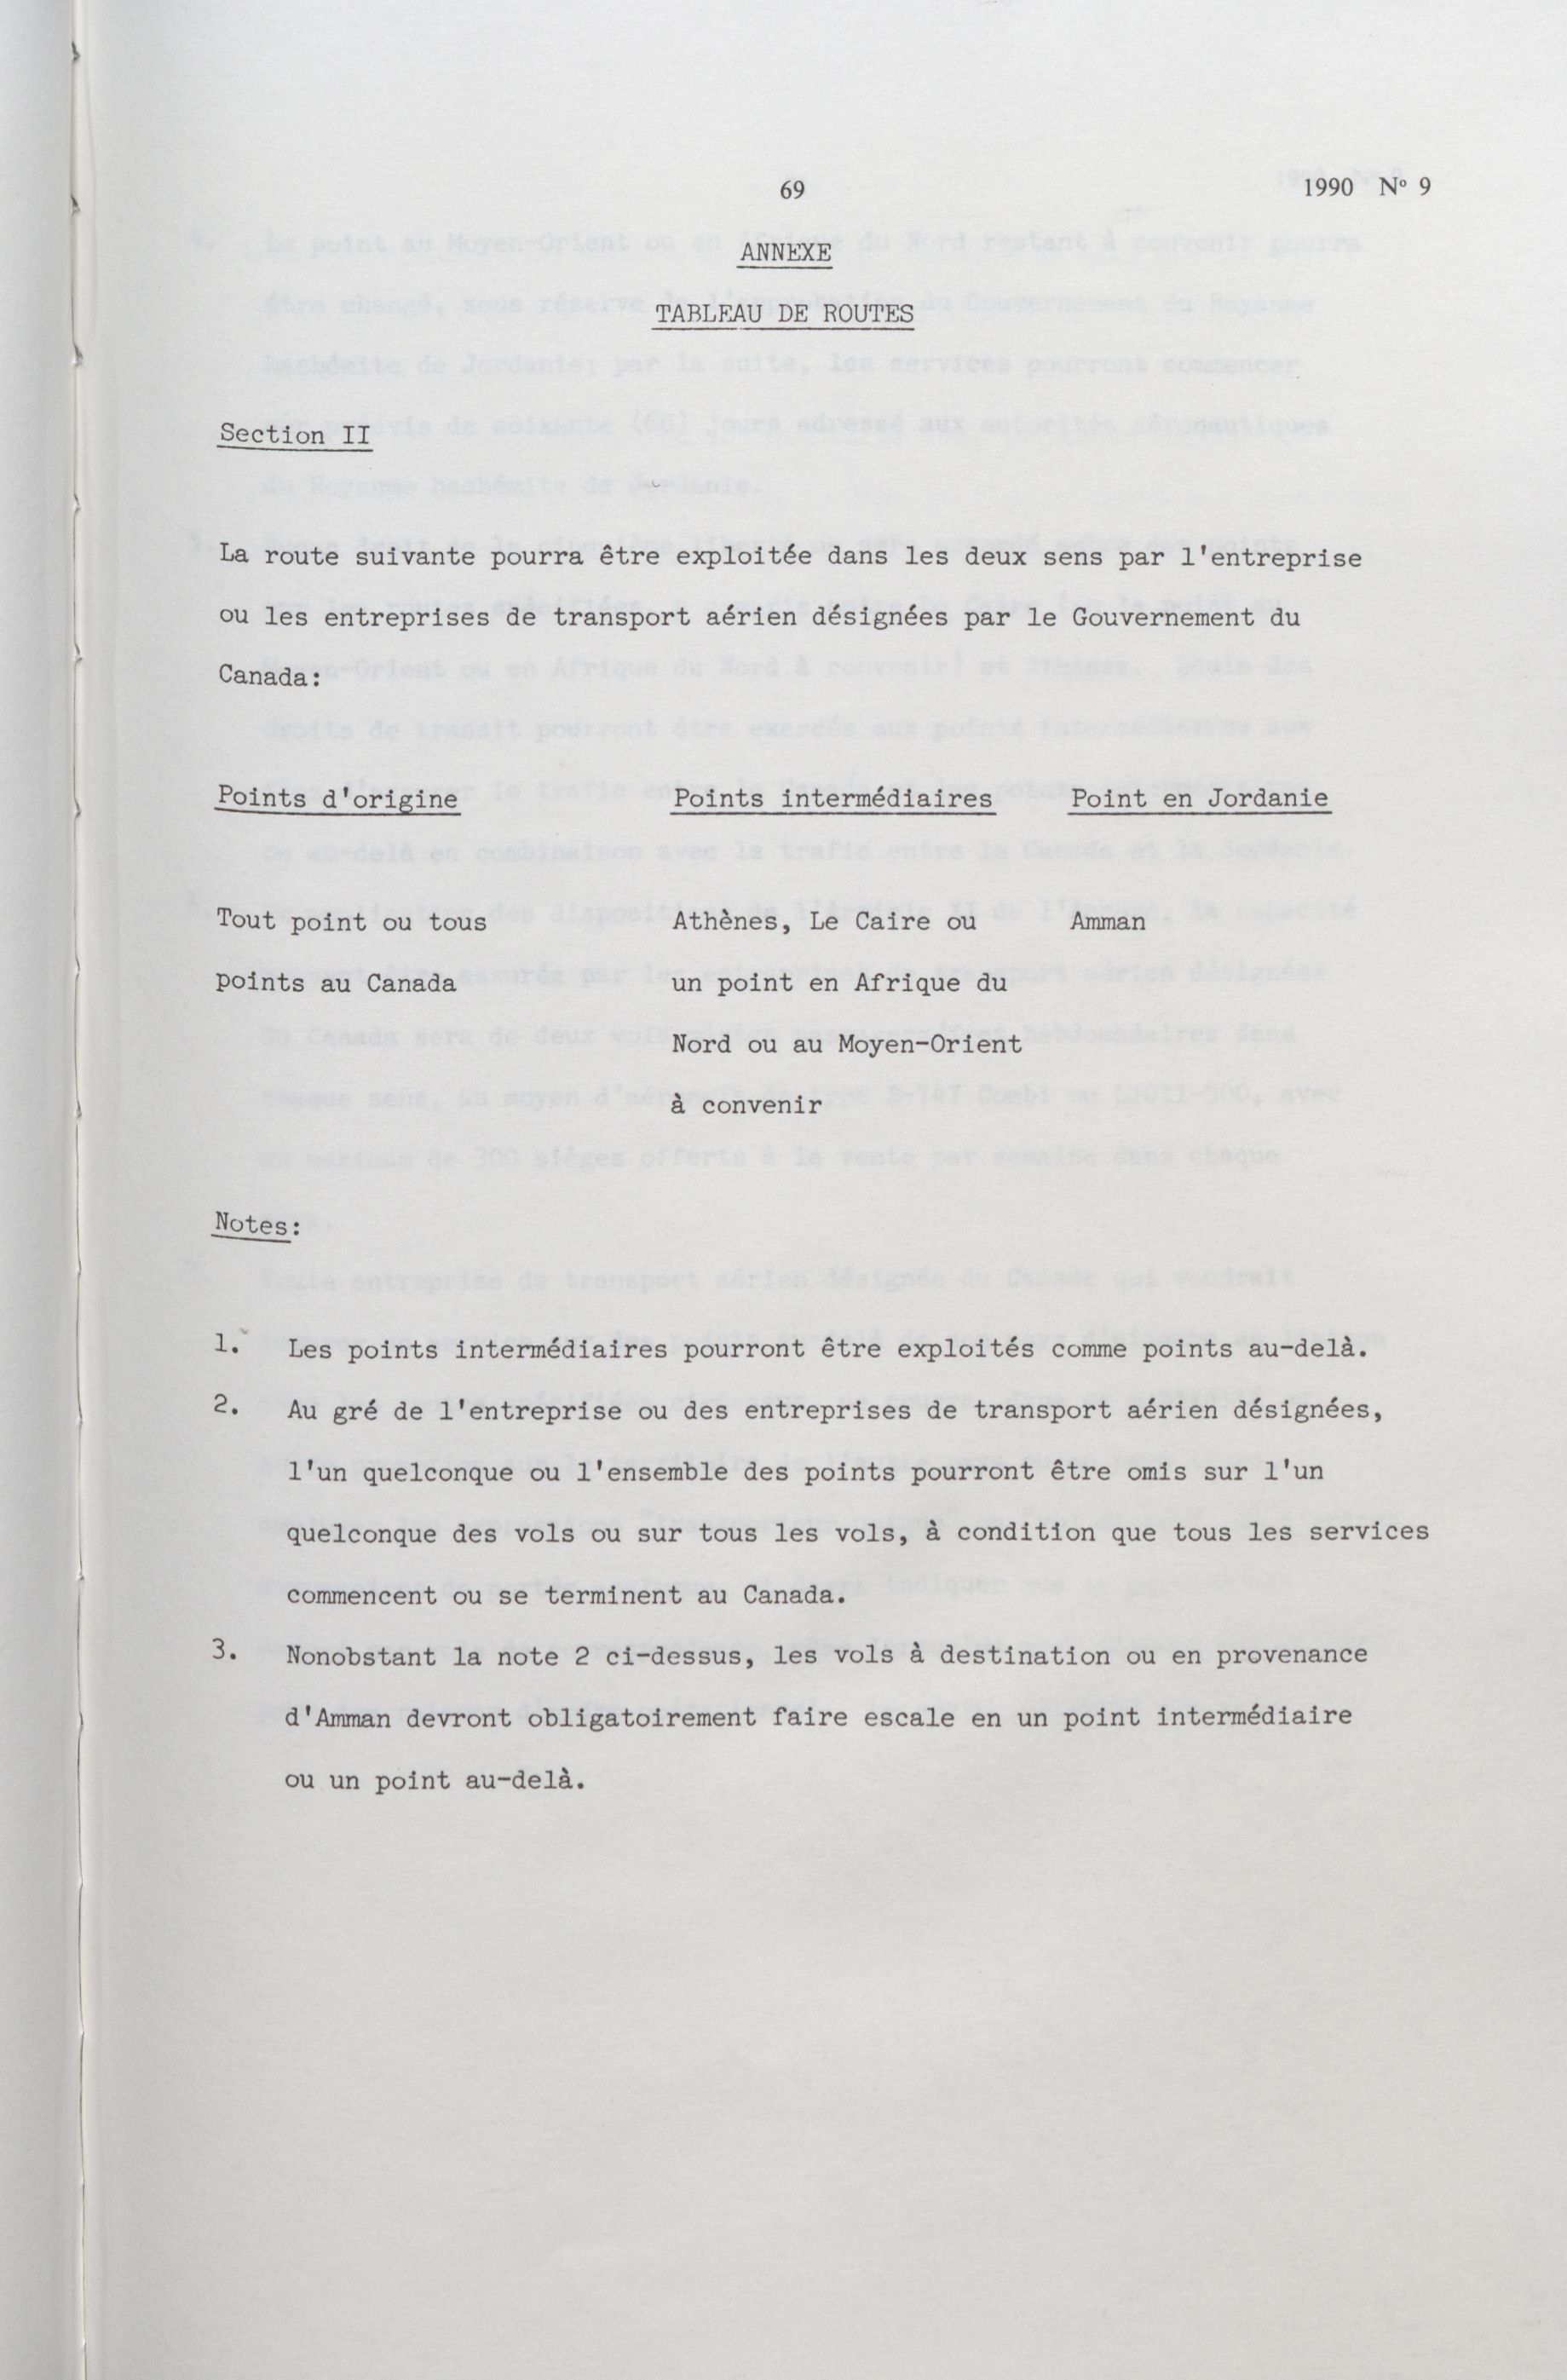 69
1990 Nº 9
ANNEXE
TABLEAU DE ROUTES
Section II
La route suivante pourra être exploitée dans les deux sens par l'entreprise
ou les entreprises de transport aérien désignées par le Gouvernement du
Canada:
Points d'origine Points intermédiaires Point en Jordanie
Tout point ou tous Athènes, Le Caire ou Amman
points au Canada un point en Afrique du
Nord ou au Moyen-Orient
à convenir
Notes:
1. Les points intermédiaires pourront être exploités comme points au-delà.
2. Au gré de l'entreprise ou des entreprises de transport aérien désignées,
l'un quelconque ou l'ensemble des points pourront être omis sur l'un
quelconque des vols ou sur tous les vols, à condition que tous les services
commencent ou se terminent au Canada.
3. Nonobstant la note 2 ci-dessus, les vols à destination ou en provenance
d'Amman devront obligatoirement faire escale en un point intermédiaire
ou un point au-delà.